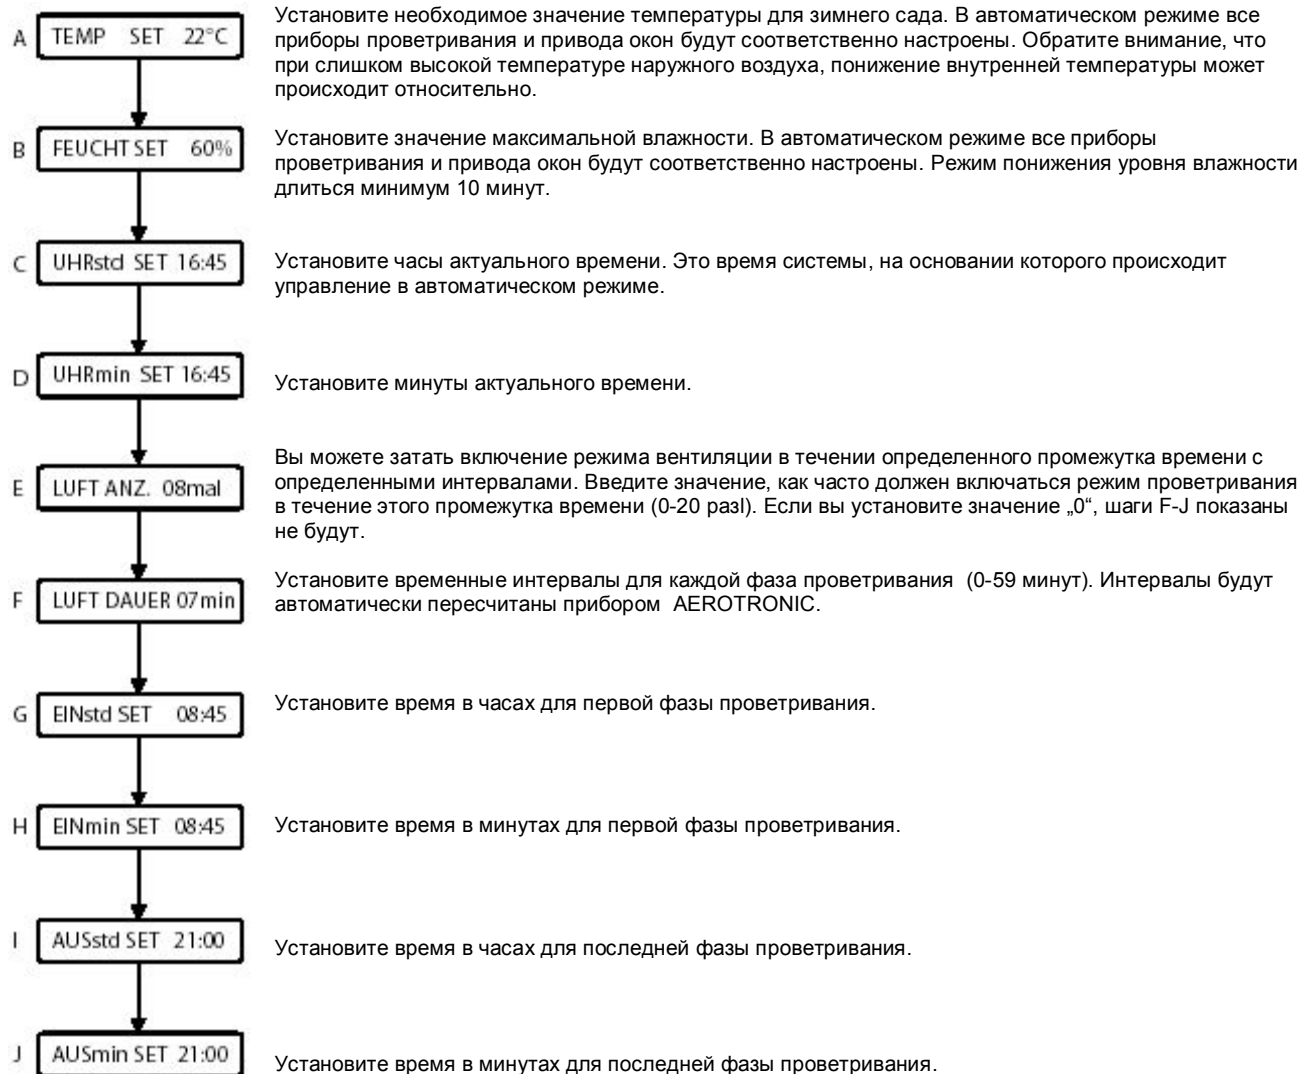 A TEMP SET 22°C
Установите необходимое значение температуры для зимнего сада. В автоматическом режиме все
приборы проветривания и привода окон будут соответственно настроены. Обратите внимание, что
при слишком высокой температуре наружного воздуха, понижение внутренней температуры может
происходит относительно.
B FEUCHT SET 60%
Установите значение максимальной влажности. В автоматическом режиме все приборы
проветривания и привода окон будут соответственно настроены. Режим понижения уровня влажности
длиться минимум 10 минут.
C UHRstd SET 16:45
Установите часы актуального времени. Это время системы, на основании которого происходит
управление в автоматическом режиме.
D UHRmin SET 16:45
Установите минуты актуального времени.
E LUFT ANZ. 08mal
Вы можете затать включение режима вентиляции в течении определенного промежутка времени с
определенными интервалами. Введите значение, как часто должен включаться режим проветривания
в течение этого промежутка времени (0-20 разl). Если вы установите значение „0“, шаги F-J показаны
не будут.
F LUFT DAUER 07min
Установите временные интервалы для каждой фаза проветривания (0-59 минут). Интервалы будут
автоматически пересчитаны прибором AEROTRONIC.
G EINstd SET 08:45
Установите время в часах для первой фазы проветривания.
H EINmin SET 08:45
Установите время в минутах для первой фазы проветривания.
I AUSstd SET 21:00
Установите время в часах для последней фазы проветривания.
J AUSmin SET 21:00
Установите время в минутах для последней фазы проветривания.